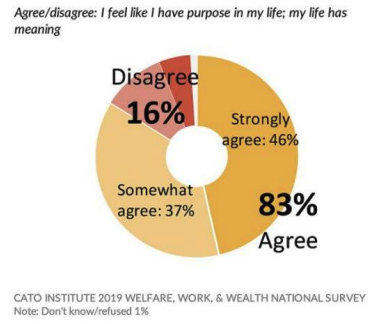 Agree/disagree: I feel like I have purpose in my life; my life has
meaning
Disagree
16%
Strongly
agree: 46%
Somewhat
agree: 37%
83%
Agree
CATO INSTITUTE 2019 WELFARE, WORK, & WEALTH NATIONAL SURVEY
Note: Don't know/refused 1%